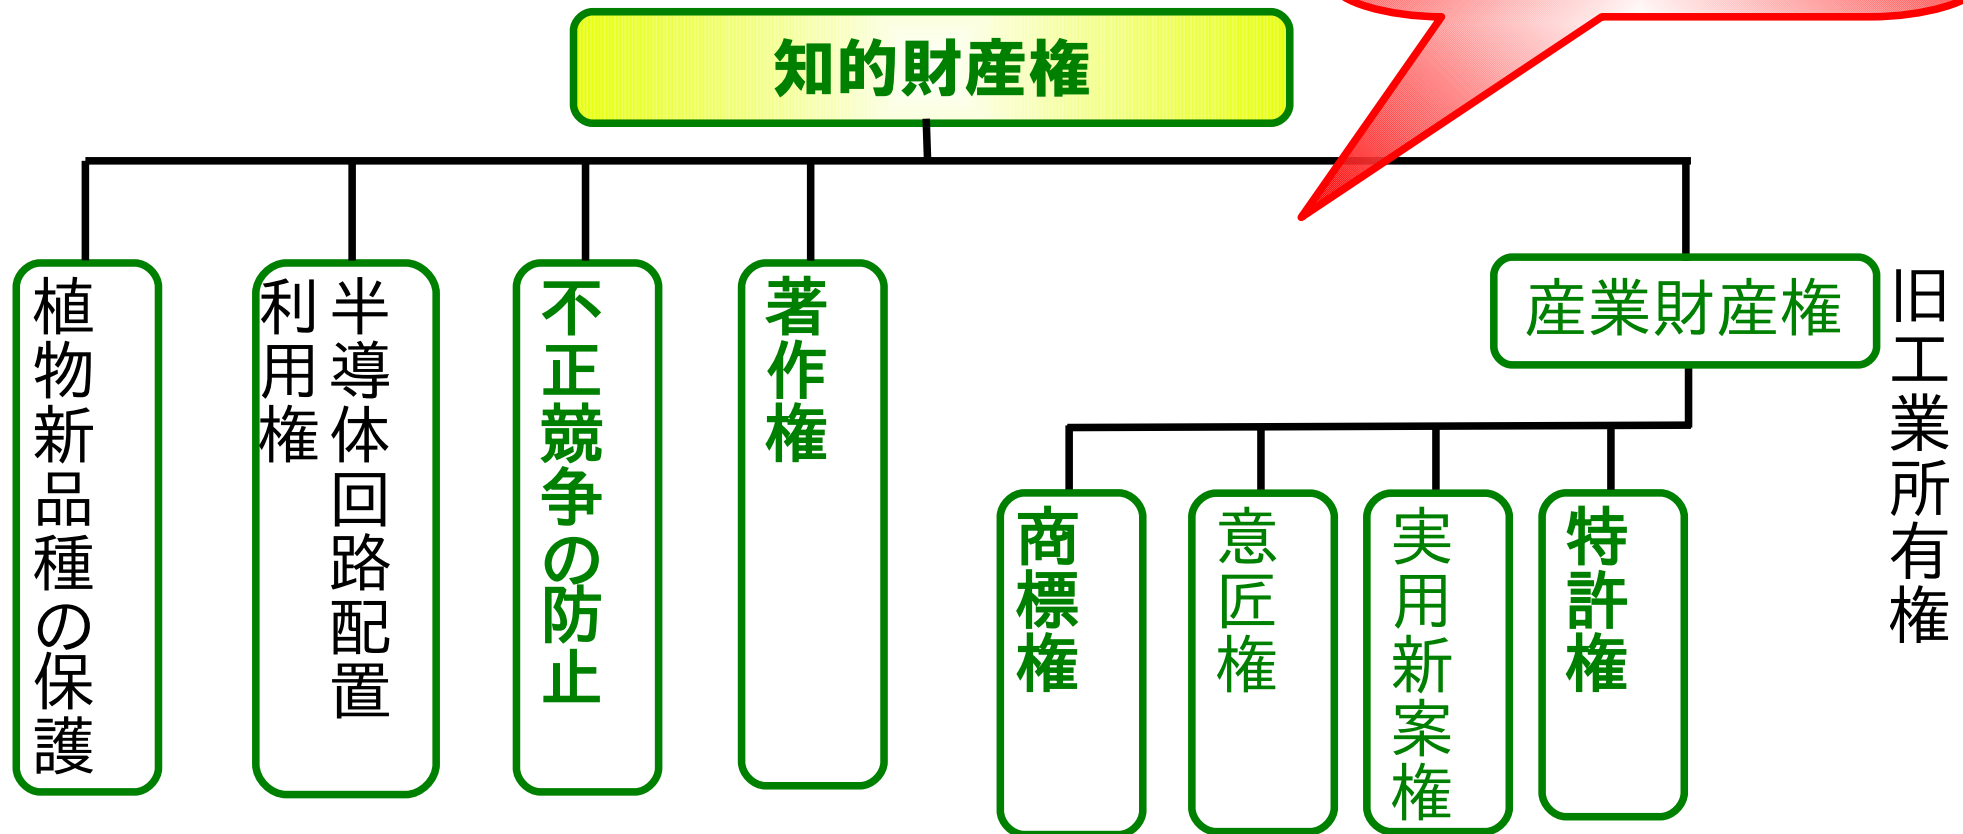 知的財産権
植物新品種の保護
半導体回路配置
利用権
不正競争の防止
著作権
産業財産権
旧工業所有権
商標権
意匠権
実用新案権
特許権